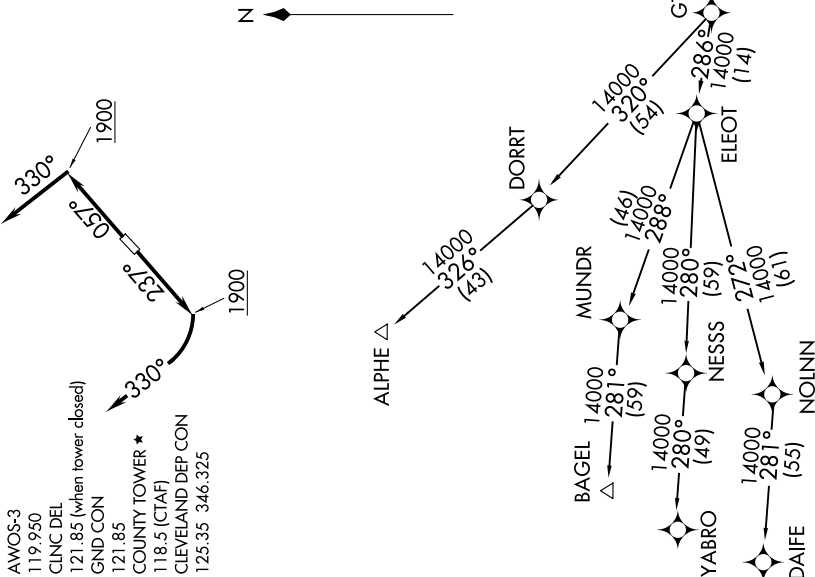 AWOS-3
119.950
CLNC DEL
121.85 (when tower closed)
GND CON
121.85
COUNTY TOWER ★
118.5 (CTAF)
CLEVELAND DEP CON
125.35 346.325
330°
1900
057°
237°
1900
330°
N
ALPHE
14000
326°
(43)
DORRT
14000
320°
(54)
286°
14000
(14)
ELEOT
BAGEL
14000
281°
(59)
MUNDR
(46)
14000
288°
YABRO
14000
280°
(49)
NESSS
14000
280°
(59)
DAIFE
14000
281°
(55)
NOLNN
272°
14000
(61)